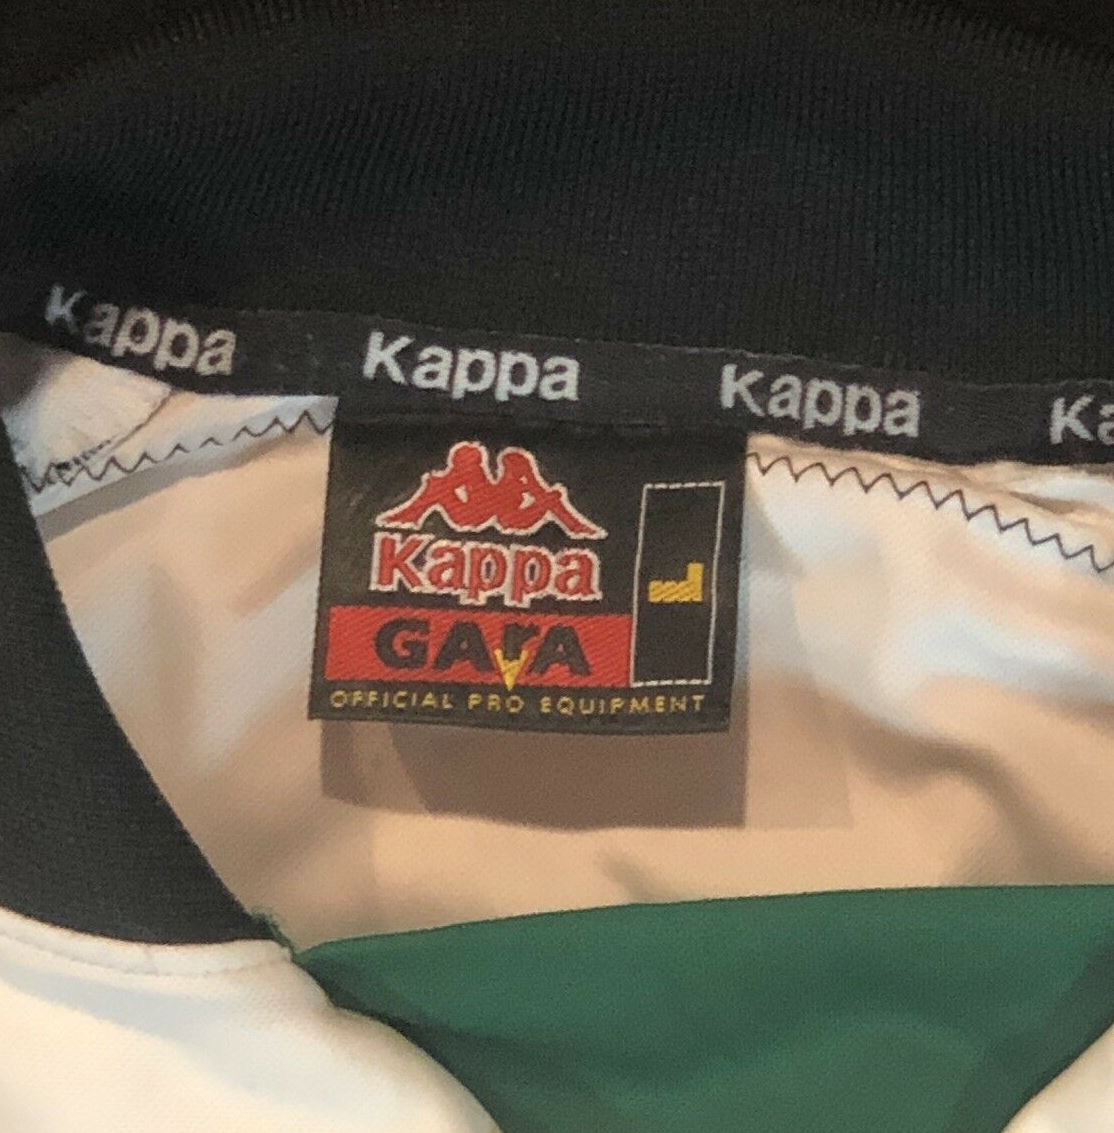 Kappa Kappa Kappa Ka
Kappa
GARA
L
OFFICIAL PRO EQUIPMENT